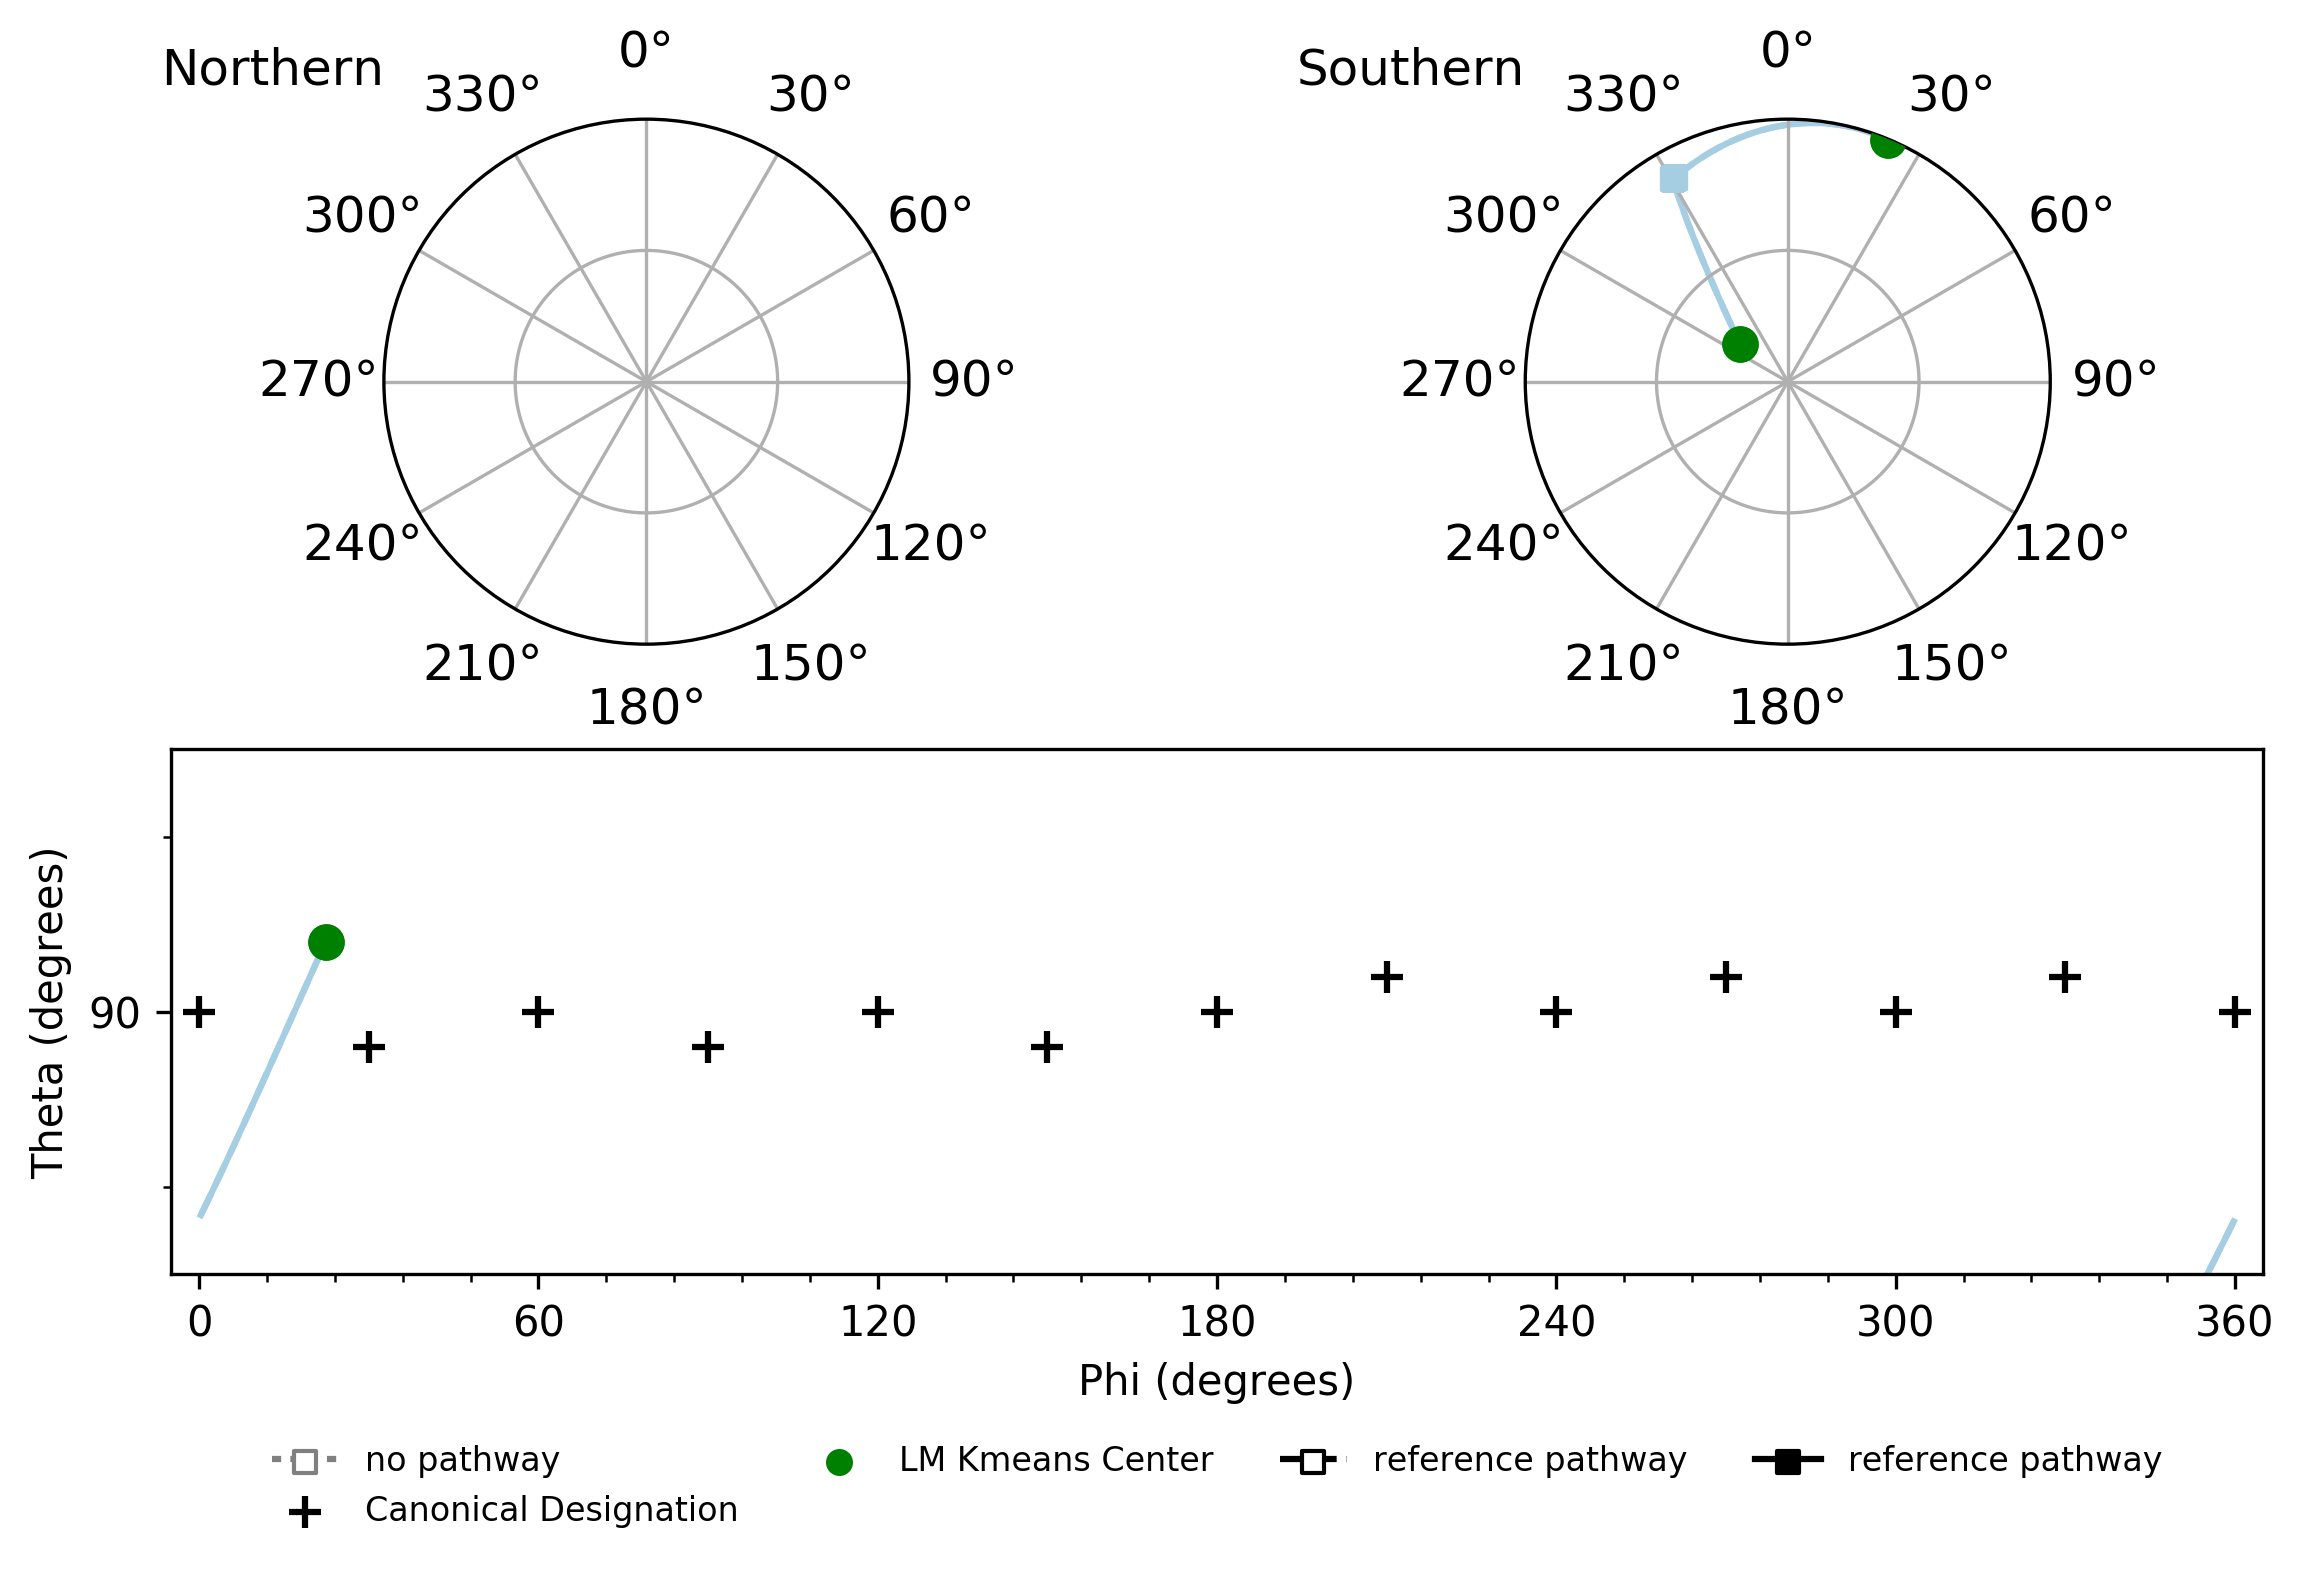 Northern
0°
330°
30°
300°
60°
270°
90°
240°
120°
210°
150°
180°
Southern
0°
330°
30°
300°
60°
270°
90°
240°
120°
210°
150°
180°
Theta (degrees)
90
0 60 120 180 240 300 360
Phi (degrees)
no pathway
Canonical Designation
LM Kmeans Center
reference pathway
reference pathway